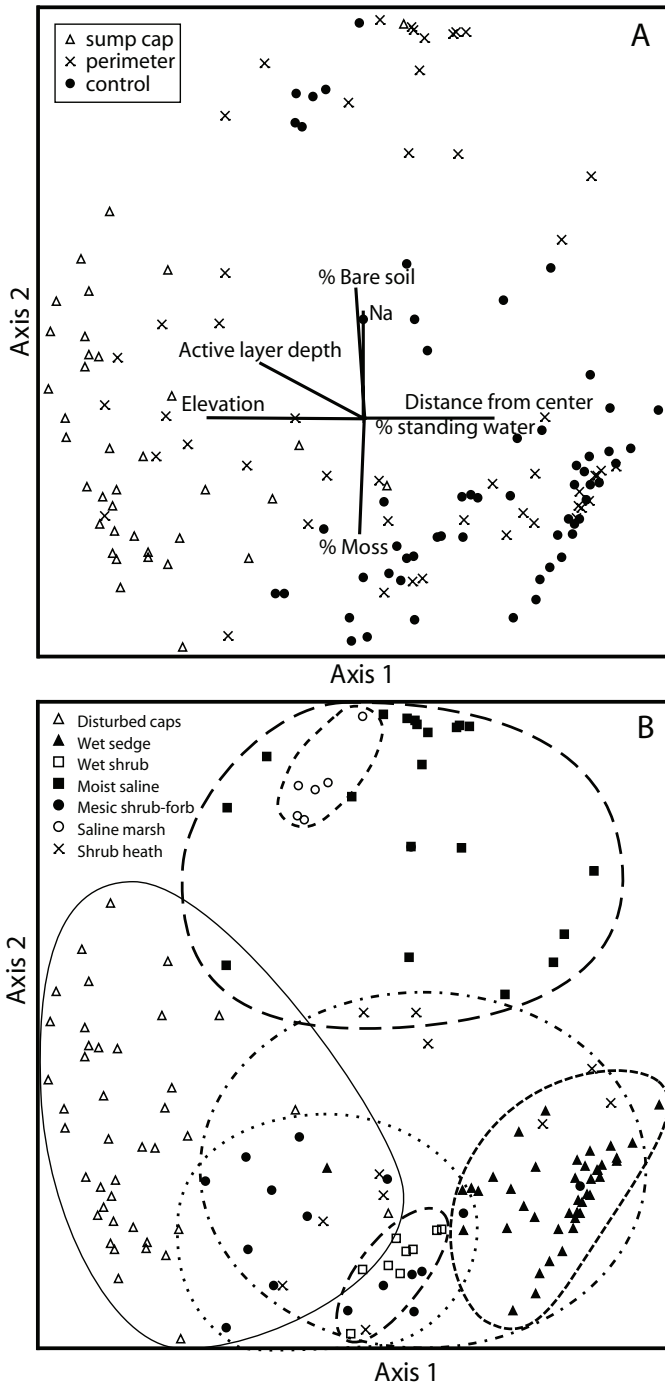 A
sump cap
perimeter
control
% Bare soil
Na
Active layer depth
Elevation
Distance from center
% standing water
% Moss
Axis 2
Axis 1
B
Disturbed caps
Wet sedge
Wet shrub
Moist saline
Mesic shrub-forb
Saline marsh
Shrub heath
Axis 2
Axis 1